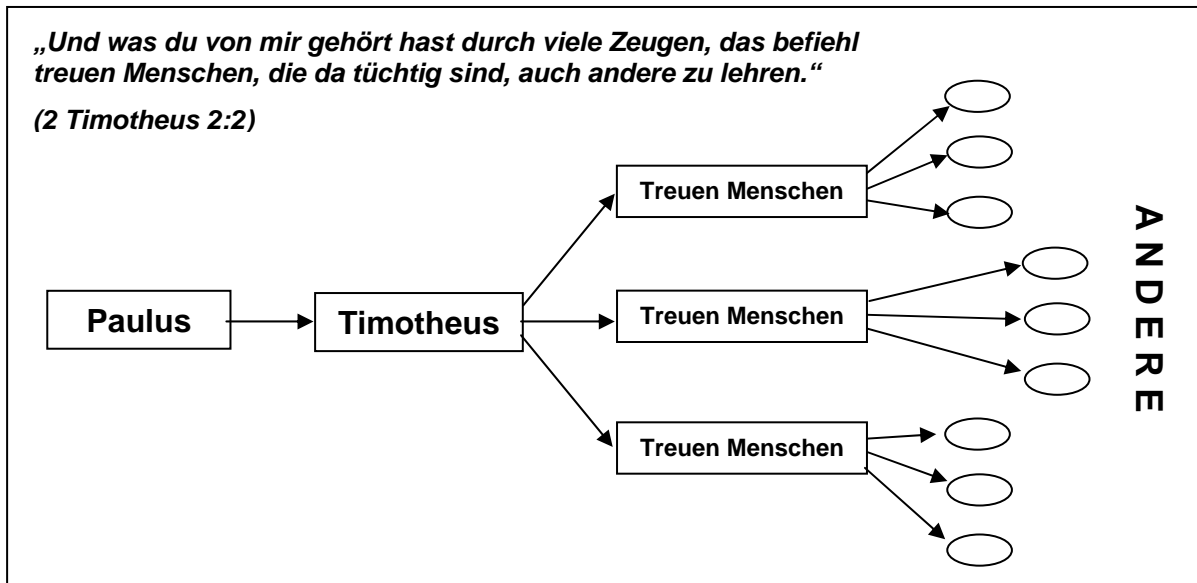 „Und was du von mir gehört hast durch viele Zeugen, das befiehl
treuen Menschen, die da tüchtig sind, auch andere zu lehren.“
(2 Timotheus 2:2)
Treuen Menschen
Paulus
Timotheus
Treuen Menschen
Treuen Menschen
ANDERE